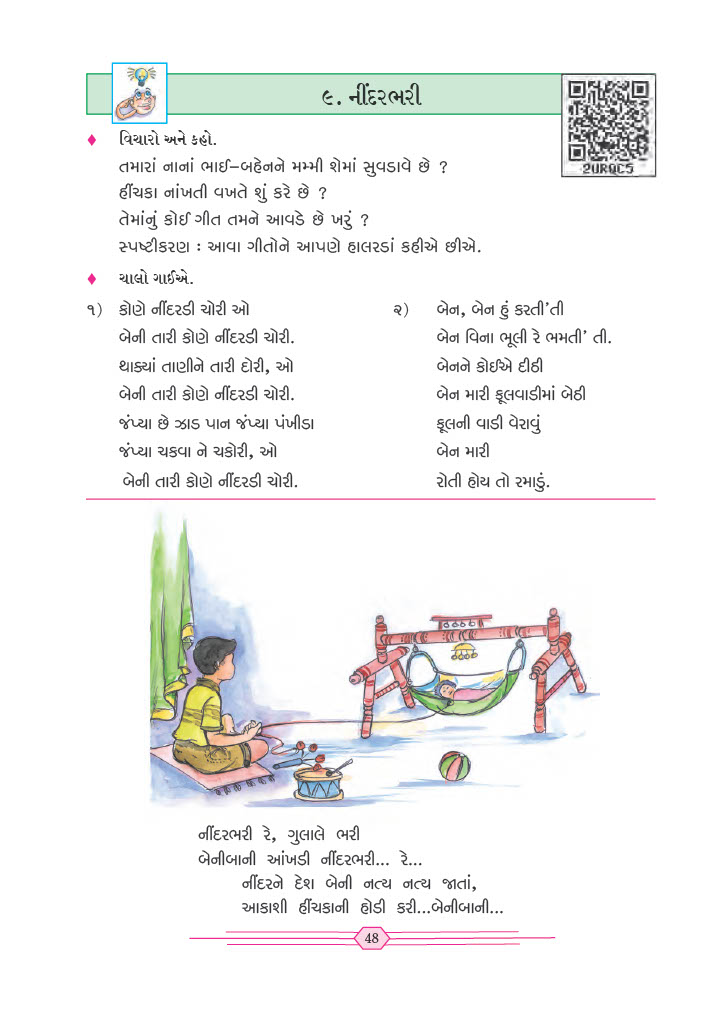 ૯. નીંદરભરી
2URQC5
♦ વિચારો અને કહો.
તમારાં નાનાં ભાઈ–બહેનને મમ્મી શેમાં સુવડાવે છે ?
હીંચકા નાંખતી વખતે શું કરે છે ?
તેમાંનું કોઈ ગીત તમને આવડે છે ખરું ?
સ્પષ્ટીકરણ : આવા ગીતોને આપણે હાલરડાં કહીએ છીએ.
♦ ચાલો ગાઈએ.
૧) કોણે નીંદરડી ચોરી ઓ
બેની તારી કોણે નીંદરડી ચોરી.
થાક્યાં તાણીને તારી દોરી, ઓ
બેની તારી કોણે નીંદરડી ચોરી.
જંપ્યા છે ઝાડ પાન જંપ્યા પંખીડા
જંપ્યા ચકવા ને ચકોરી, ઓ
બેની તારી કોણે નીંદરડી ચોરી.
૨) બેન, બેન હું કરતી’તી
બેન વિના ભૂલી રે ભમતી’ તી.
બેનને કોઈએ દીઠી
બેન મારી ફૂલવાડીમાં બેઠી
ફૂલની વાડી વેરાવું
બેન મારી
રોતી હોય તો રમાડું.
નીંદરભરી રે, ગુલાલે ભરી
બેનીબાની આંખડી નીંદરભરી... રે...
નીંદરને દેશ બેની નત્ય નત્ય જાતાં,
આકાશી હીંચકાની હોડી કરી...બેનીબાની...
48